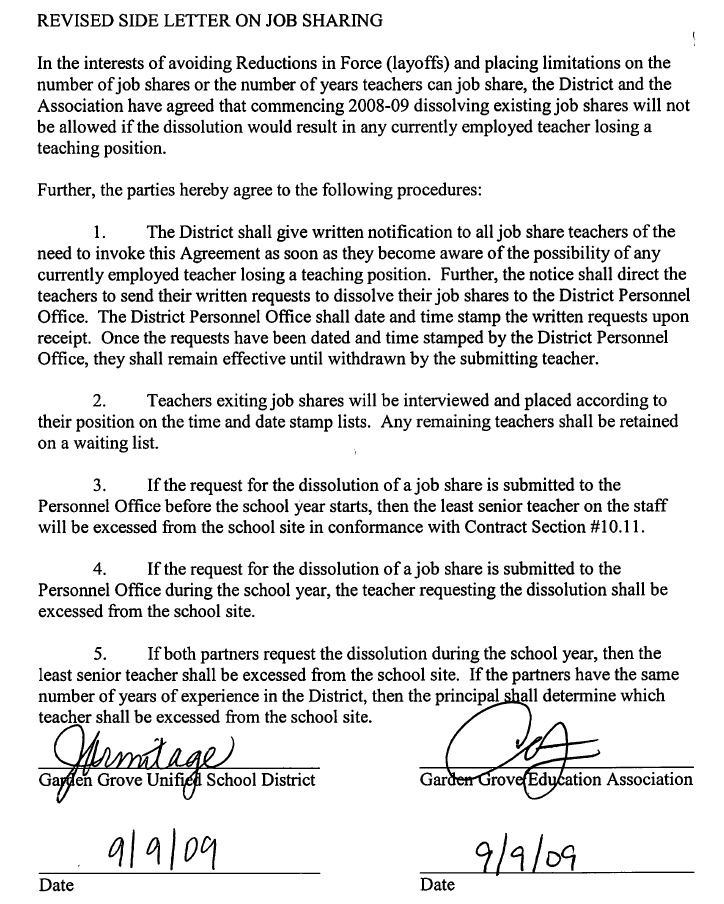 REVISED SIDE LETTER ON JOB SHARING
In the interests of avoiding Reductions in Force (layoffs) and placing limitations on the
number of job shares or the number of years teachers can job share, the District and the
Association have agreed that commencing 2008-09 dissolving existing job shares will not
be allowed if the dissolution would result in any currently employed teacher losing a
teaching position.
Further, the parties hereby agree to the following procedures:
1. The District shall give written notification to all job share teachers of the
need to invoke this Agreement as soon as they become aware of the possibility of any
currently employed teacher losing a teaching position. Further, the notice shall direct the
teachers to send their written requests to dissolve their job shares to the District Personnel
Office. The District Personnel Office shall date and time stamp the written requests upon
receipt. Once the requests have been dated and time stamped by the District Personnel
Office, they shall remain effective until withdrawn by the submitting teacher.
2. Teachers exiting job shares will be interviewed and placed according to
their position on the time and date stamp lists. Any remaining teachers shall be retained
on a waiting list.
3. If the request for the dissolution of a job share is submitted to the
Personnel Office before the school year starts, then the least senior teacher on the staff
will be excessed from the school site in conformance with Contract Section #10.11.
4. If the request for the dissolution of a job share is submitted to the
Personnel Office during the school year, the teacher requesting the dissolution shall be
excessed from the school site.
5. If both partners request the dissolution during the school year, then the
least senior teacher shall be excessed from the school site. If the partners have the same
number of years of experience in the District, then the principal shall determine which
teacher shall be excessed from the school site.
Armitage
Garden Grove Unified School District
Garden Grove Education Association
9/9/09
9/9/09
Date
Date